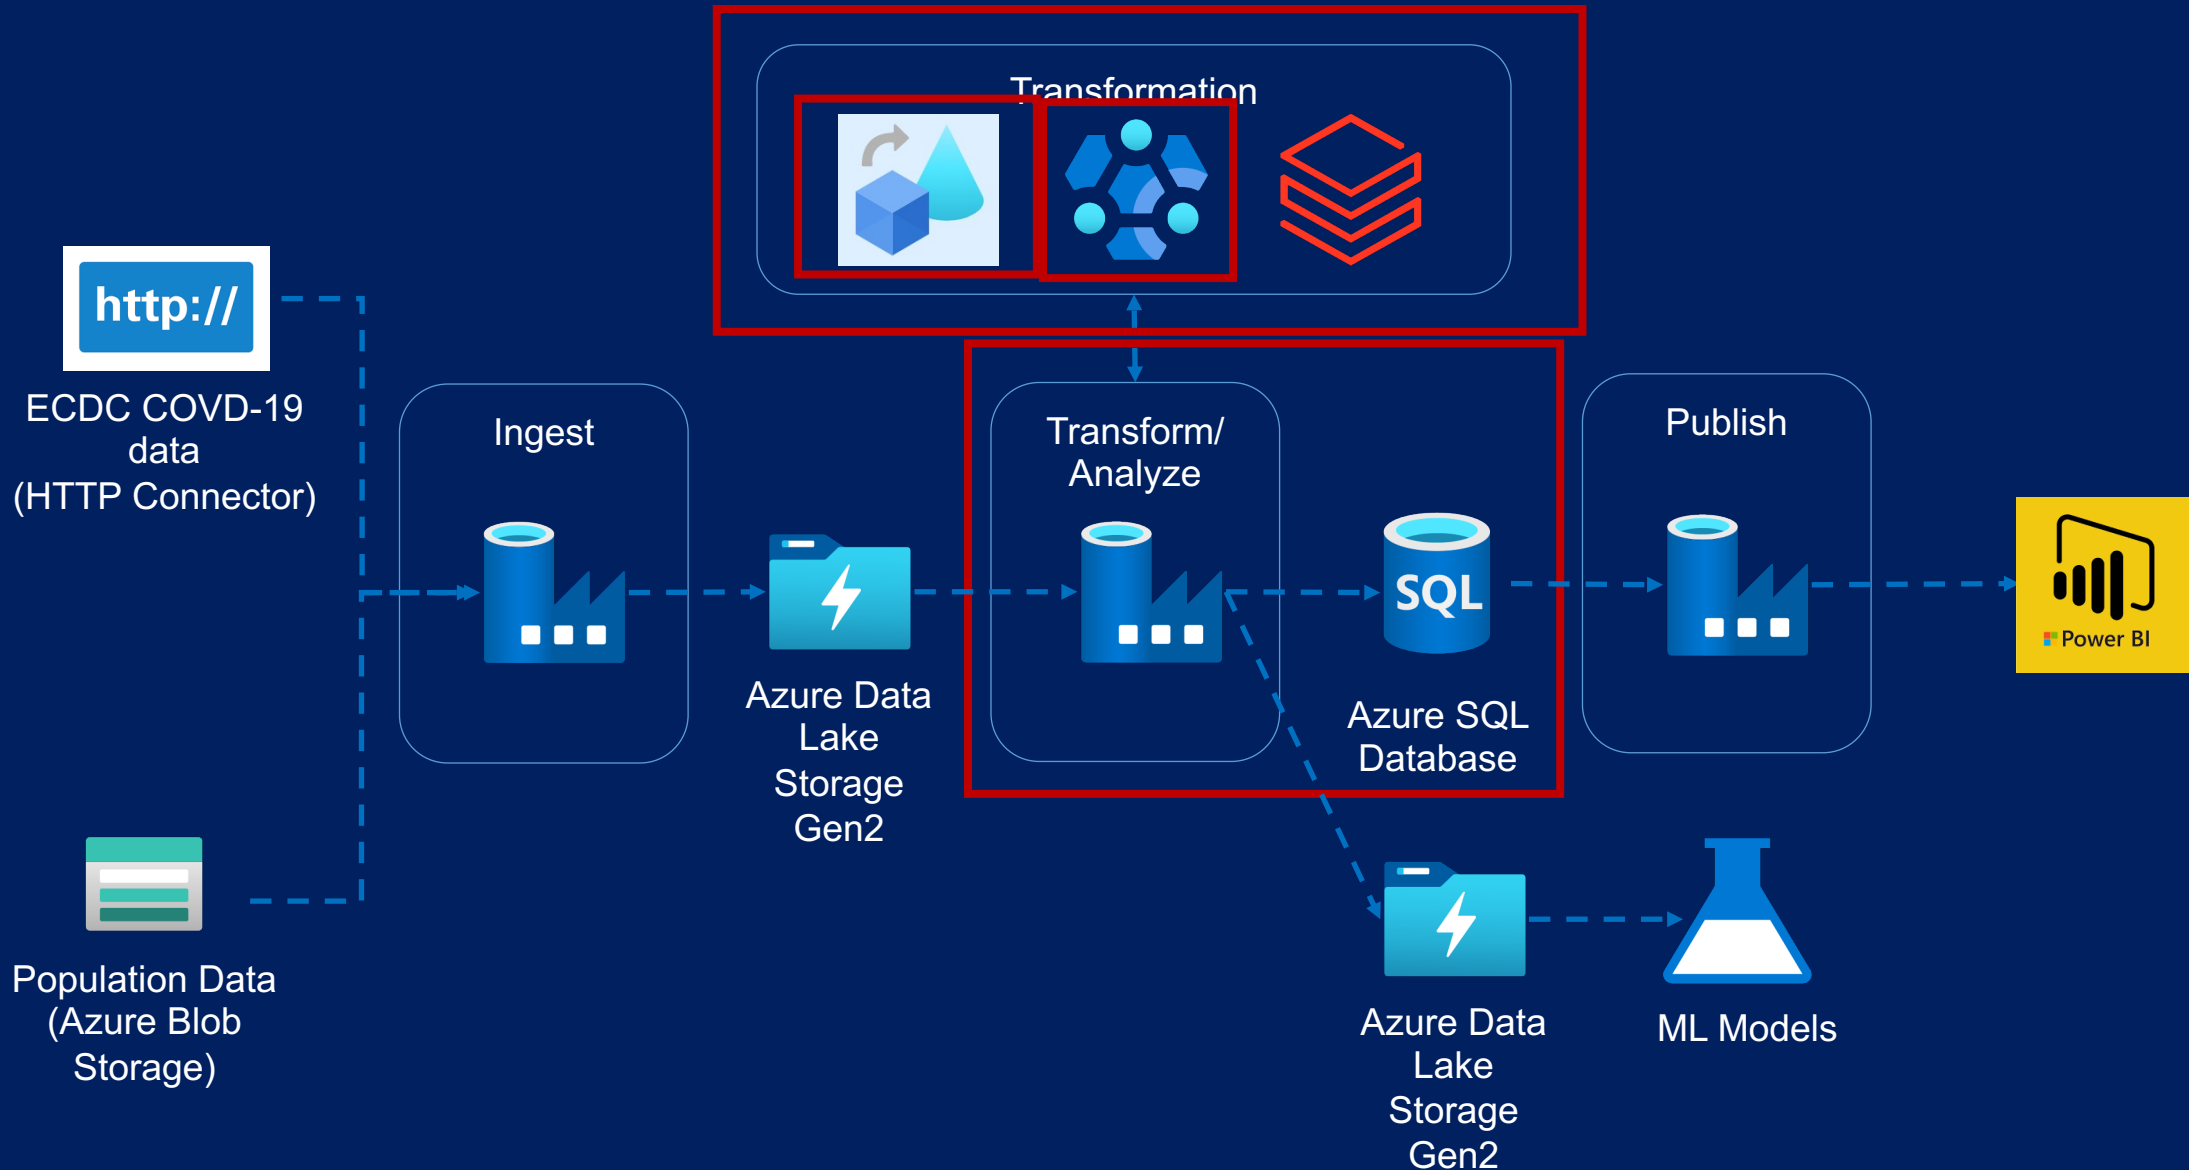 Transformation
http://
ECDC COVD-19
data
(HTTP Connector)
Ingest
Transform/
Analyze
Publish
SQL
Power BI
Azure Data
Lake
Storage
Gen2
Azure SQL
Database
Population Data
(Azure Blob
Storage)
Azure Data
Lake
Storage
Gen2
ML Models